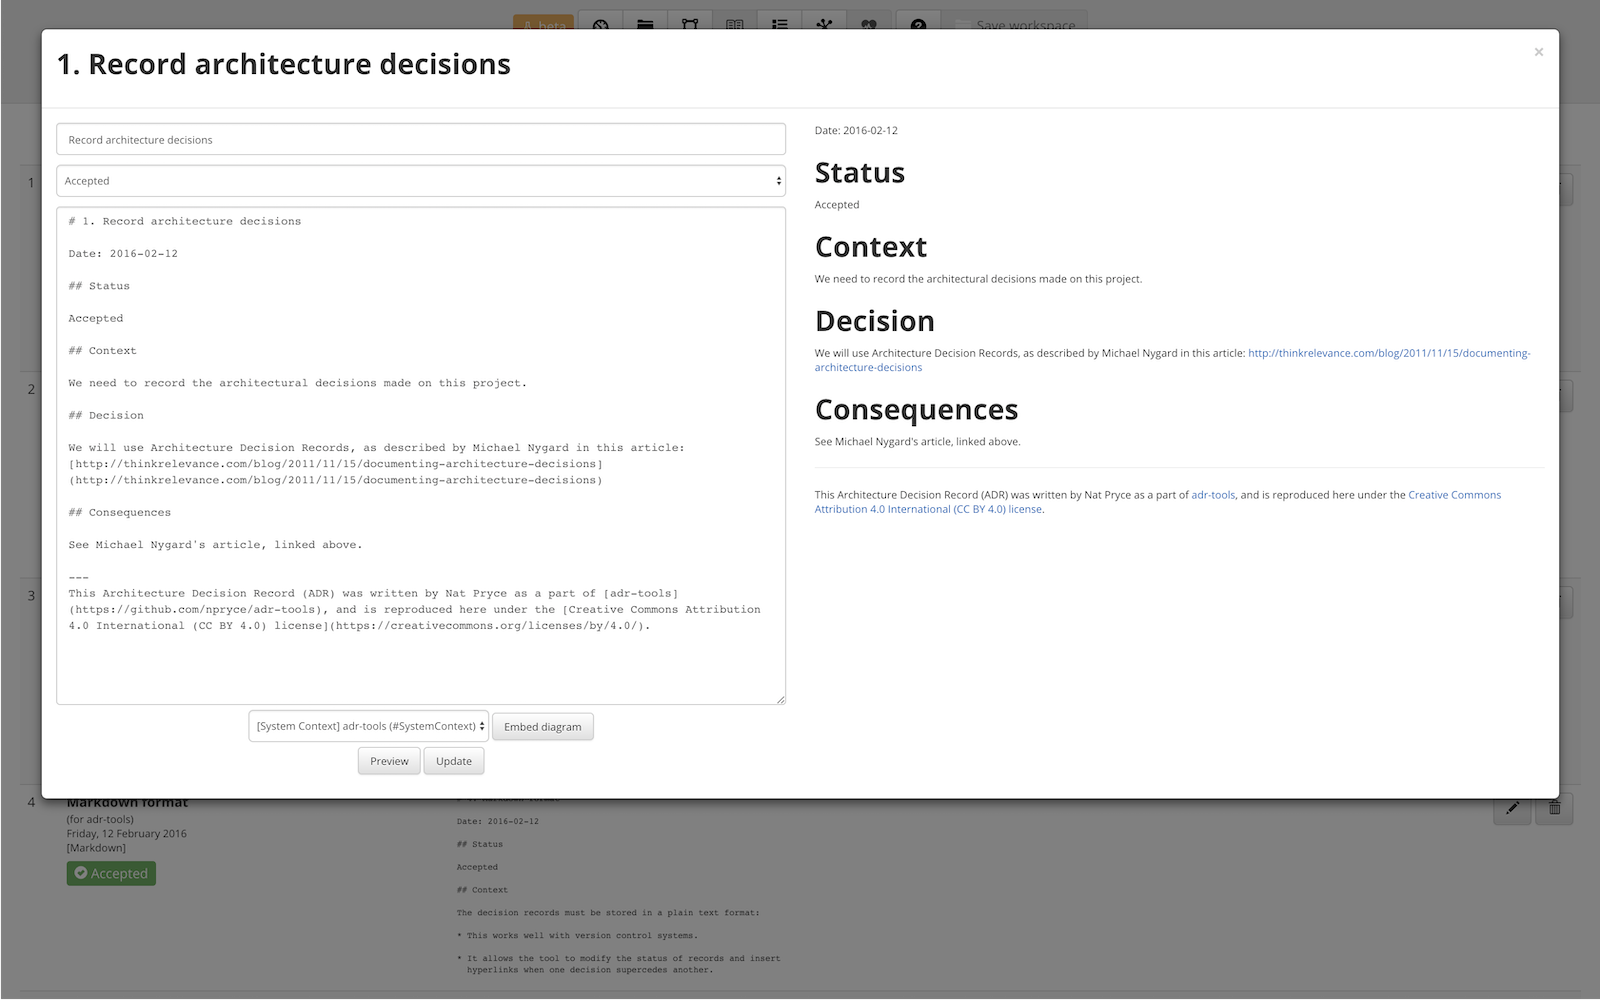 beta
Save workspace
1. Record architecture decisions
×
Record architecture decisions
Accepted
# 1. Record architecture decisions
Date: 2016-02-12
## Status
Accepted
## Context
We need to record the architectural decisions made on this project.
## Decision
We will use Architecture Decision Records, as described by Michael Nygard in this article:
[http://thinkrelevance.com/blog/2011/11/15/documenting-architecture-decisions]
(http://thinkrelevance.com/blog/2011/11/15/documenting-architecture-decisions)
## Consequences
See Michael Nygard's article, linked above.
---
This Architecture Decision Record (ADR) was written by Nat Pryce as a part of [adr-tools]
(https://github.com/npryce/adr-tools), and is reproduced here under the [Creative Commons Attribution
4.0 International (CC BY 4.0) license](https://creativecommons.org/licenses/by/4.0/).
[System Context] adr-tools (#SystemContext)
Embed diagram
Preview
Update
Date: 2016-02-12
Status
Accepted
Context
We need to record the architectural decisions made on this project.
Decision
We will use Architecture Decision Records, as described by Michael Nygard in this article: http://thinkrelevance.com/blog/2011/11/15/documenting-
architecture-decisions
Consequences
See Michael Nygard's article, linked above.
This Architecture Decision Record (ADR) was written by Nat Pryce as a part of adr-tools, and is reproduced here under the Creative Commons
Attribution 4.0 International (CC BY 4.0) license.
1
2
3
4
Markdown format
(for adr-tools)
Friday, 12 February 2016
[Markdown]
Accepted
Date: 2016-02-12
## Status
Accepted
## Context
The decision records must be stored in a plain text format:
* This works well with version control systems.
* It allows the tool to modify the status of records and insert
hyperlinks when one decision supercedes another.